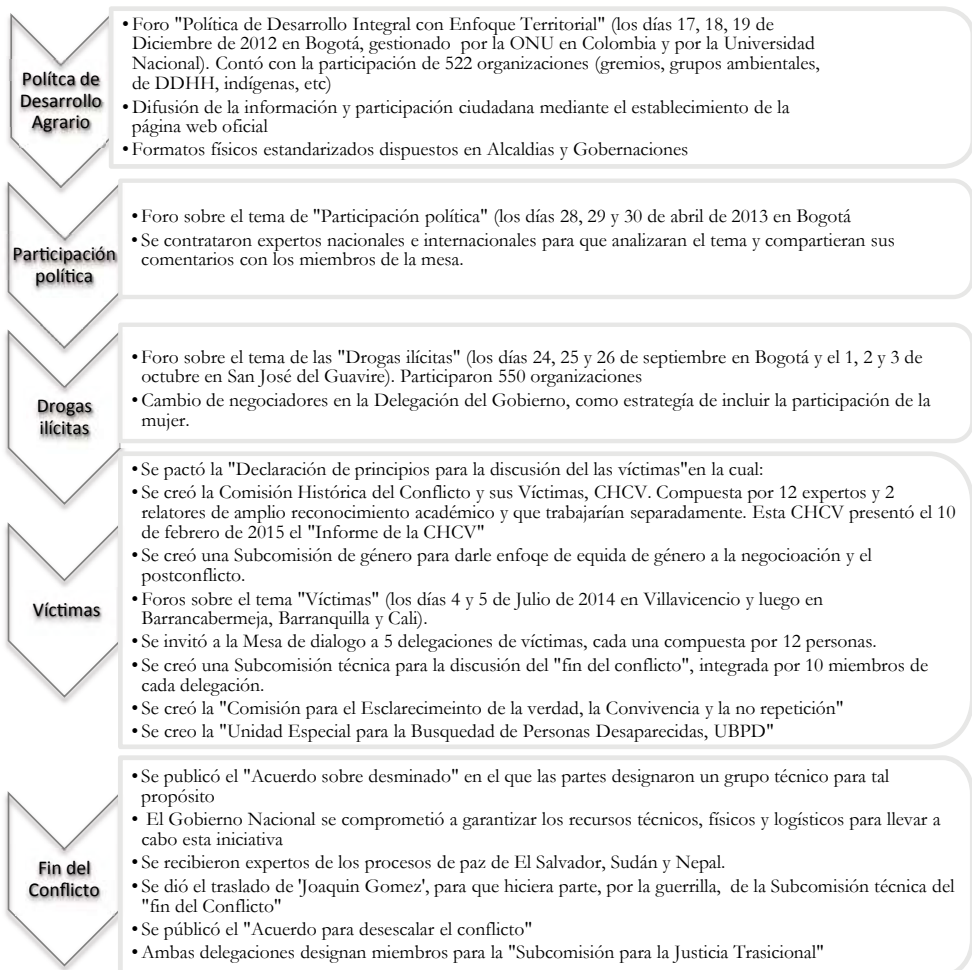 Polítca de
Desarrollo
Agrario
• Foro "Política de Desarrollo Integral con Enfoque Territorial" (los días 17, 18, 19 de
Diciembre de 2012 en Bogotá, gestionado por la ONU en Colombia y por la Universidad
Nacional). Contó con la participación de 522 organizaciones (gremios, grupos ambientales,
de DDHH, indígenas, etc)
• Difusión de la información y participación ciudadana mediante el establecimiento de la
página web oficial
• Formatos físicos estandarizados dispuestos en Alcaldias y Gobernaciones
Participación
política
• Foro sobre el tema de "Participación política" (los días 28, 29 y 30 de abril de 2013 en Bogotá
• Se contrataron expertos nacionales e internacionales para que analizaran el tema y compartieran sus
comentarios con los miembros de la mesa.
Drogas
ilícitas
• Foro sobre el tema de las "Drogas ilícitas" (los días 24, 25 y 26 de septiembre en Bogotá y el 1, 2 y 3 de
octubre en San José del Guavire). Participaron 550 organizaciones
• Cambio de negociadores en la Delegación del Gobierno, como estrategía de incluir la participación de la
mujer.
Víctimas
• Se pactó la "Declaración de principios para la discusión del las víctimas"en la cual:
• Se creó la Comisión Histórica del Conflicto y sus Víctimas, CHCV. Compuesta por 12 expertos y 2
relatores de amplio reconocimiento académico y que trabajarían separadamente. Esta CHCV presentó el 10
de febrero de 2015 el "Informe de la CHCV"
• Se creó una Subcomisión de género para darle enfoqe de equida de género a la negocioación y el
postconflicto.
• Foros sobre el tema "Víctimas" (los días 4 y 5 de Julio de 2014 en Villavicencio y luego en
Barrancabermeja, Barranquilla y Cali).
• Se invitó a la Mesa de dialogo a 5 delegaciones de víctimas, cada una compuesta por 12 personas.
• Se creó una Subcomisión técnica para la discusión del "fin del conflicto", integrada por 10 miembros de
cada delegación.
• Se creó la "Comisión para el Esclarecimeinto de la verdad, la Convivencia y la no repetición"
• Se creo la "Unidad Especial para la Busquedad de Personas Desaparecidas, UBPD"
Fin del
Conflicto
• Se publicó el "Acuerdo sobre desminado" en el que las partes designaron un grupo técnico para tal
propósito
• El Gobierno Nacional se comprometió a garantizar los recursos técnicos, físicos y logísticos para llevar a
cabo esta iniciativa
• Se recibieron expertos de los procesos de paz de El Salvador, Sudán y Nepal.
• Se dió el traslado de 'Joaquin Gomez', para que hiciera parte, por la guerrilla, de la Subcomisión técnica del
"fin del Conflicto"
• Se públicó el "Acuerdo para desescalar el conflicto"
• Ambas delegaciones designan miembros para la "Subcomisión para la Justicia Trasicional"